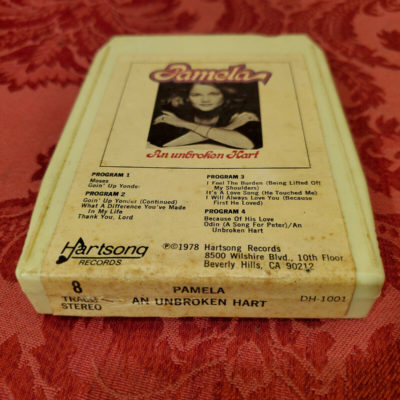 Pamela
An unbroken Hart
PROGRAM 1
Moses
Goin' Up Yonder
PROGRAM 2
Goin' Up Yonder (Continued)
What A Difference You've Made
In My Life
Thank You, Lord
PROGRAM 3
I Feel The Burden (Being Lifted Off
My Shoulders)
It's A Love Song (He Touched Me)
I Will Always Love You (Because
First He Loved)
PROGRAM 4
Because Of His Love
Odin (A Song For Peter)/An
Unbroken Hart
Hartsong
RECORDS
℗©1978 Hartsong Records
8500 Wilshire Blvd., 10th Floor
Beverly Hills, CA 90212
8
TRACK
STEREO
PAMELA
AN UNBROKEN HART
DH-1001